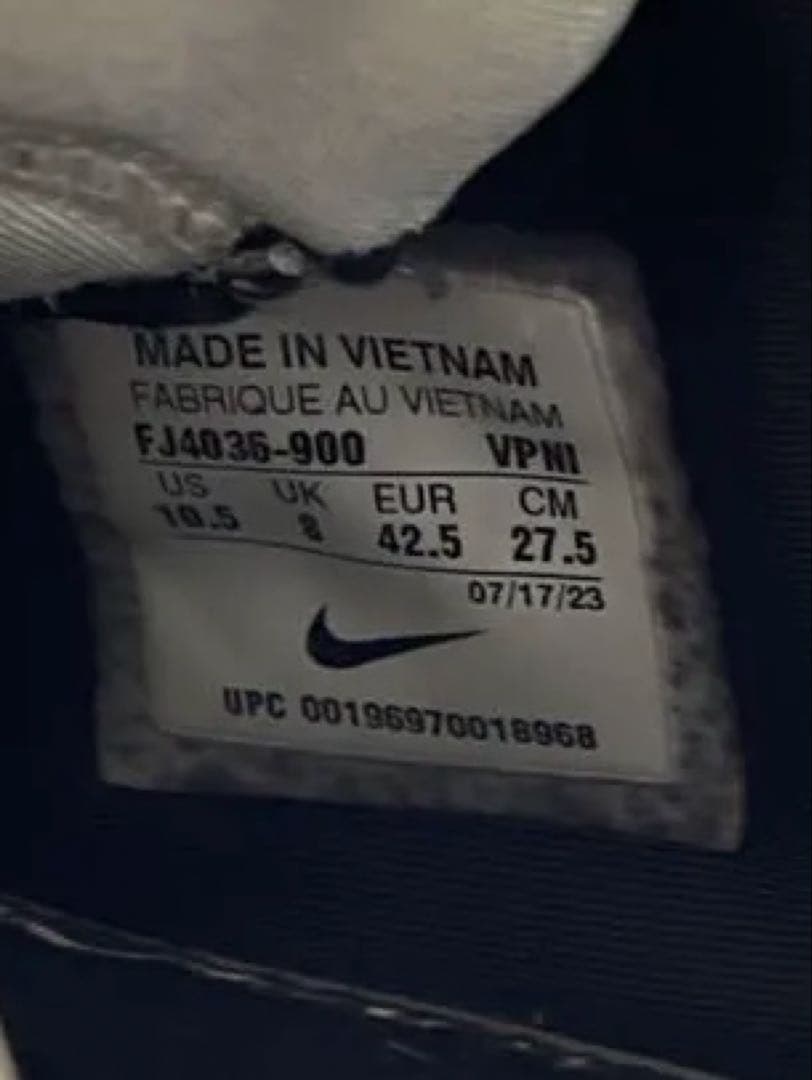 MADE IN VIETNAM
FABRIQUE AU VIETNAM
FJ4036-900 VPNI
US UK EUR CM
10.5 8 42.5 27.5
07/17/23
UPC 00196970018968